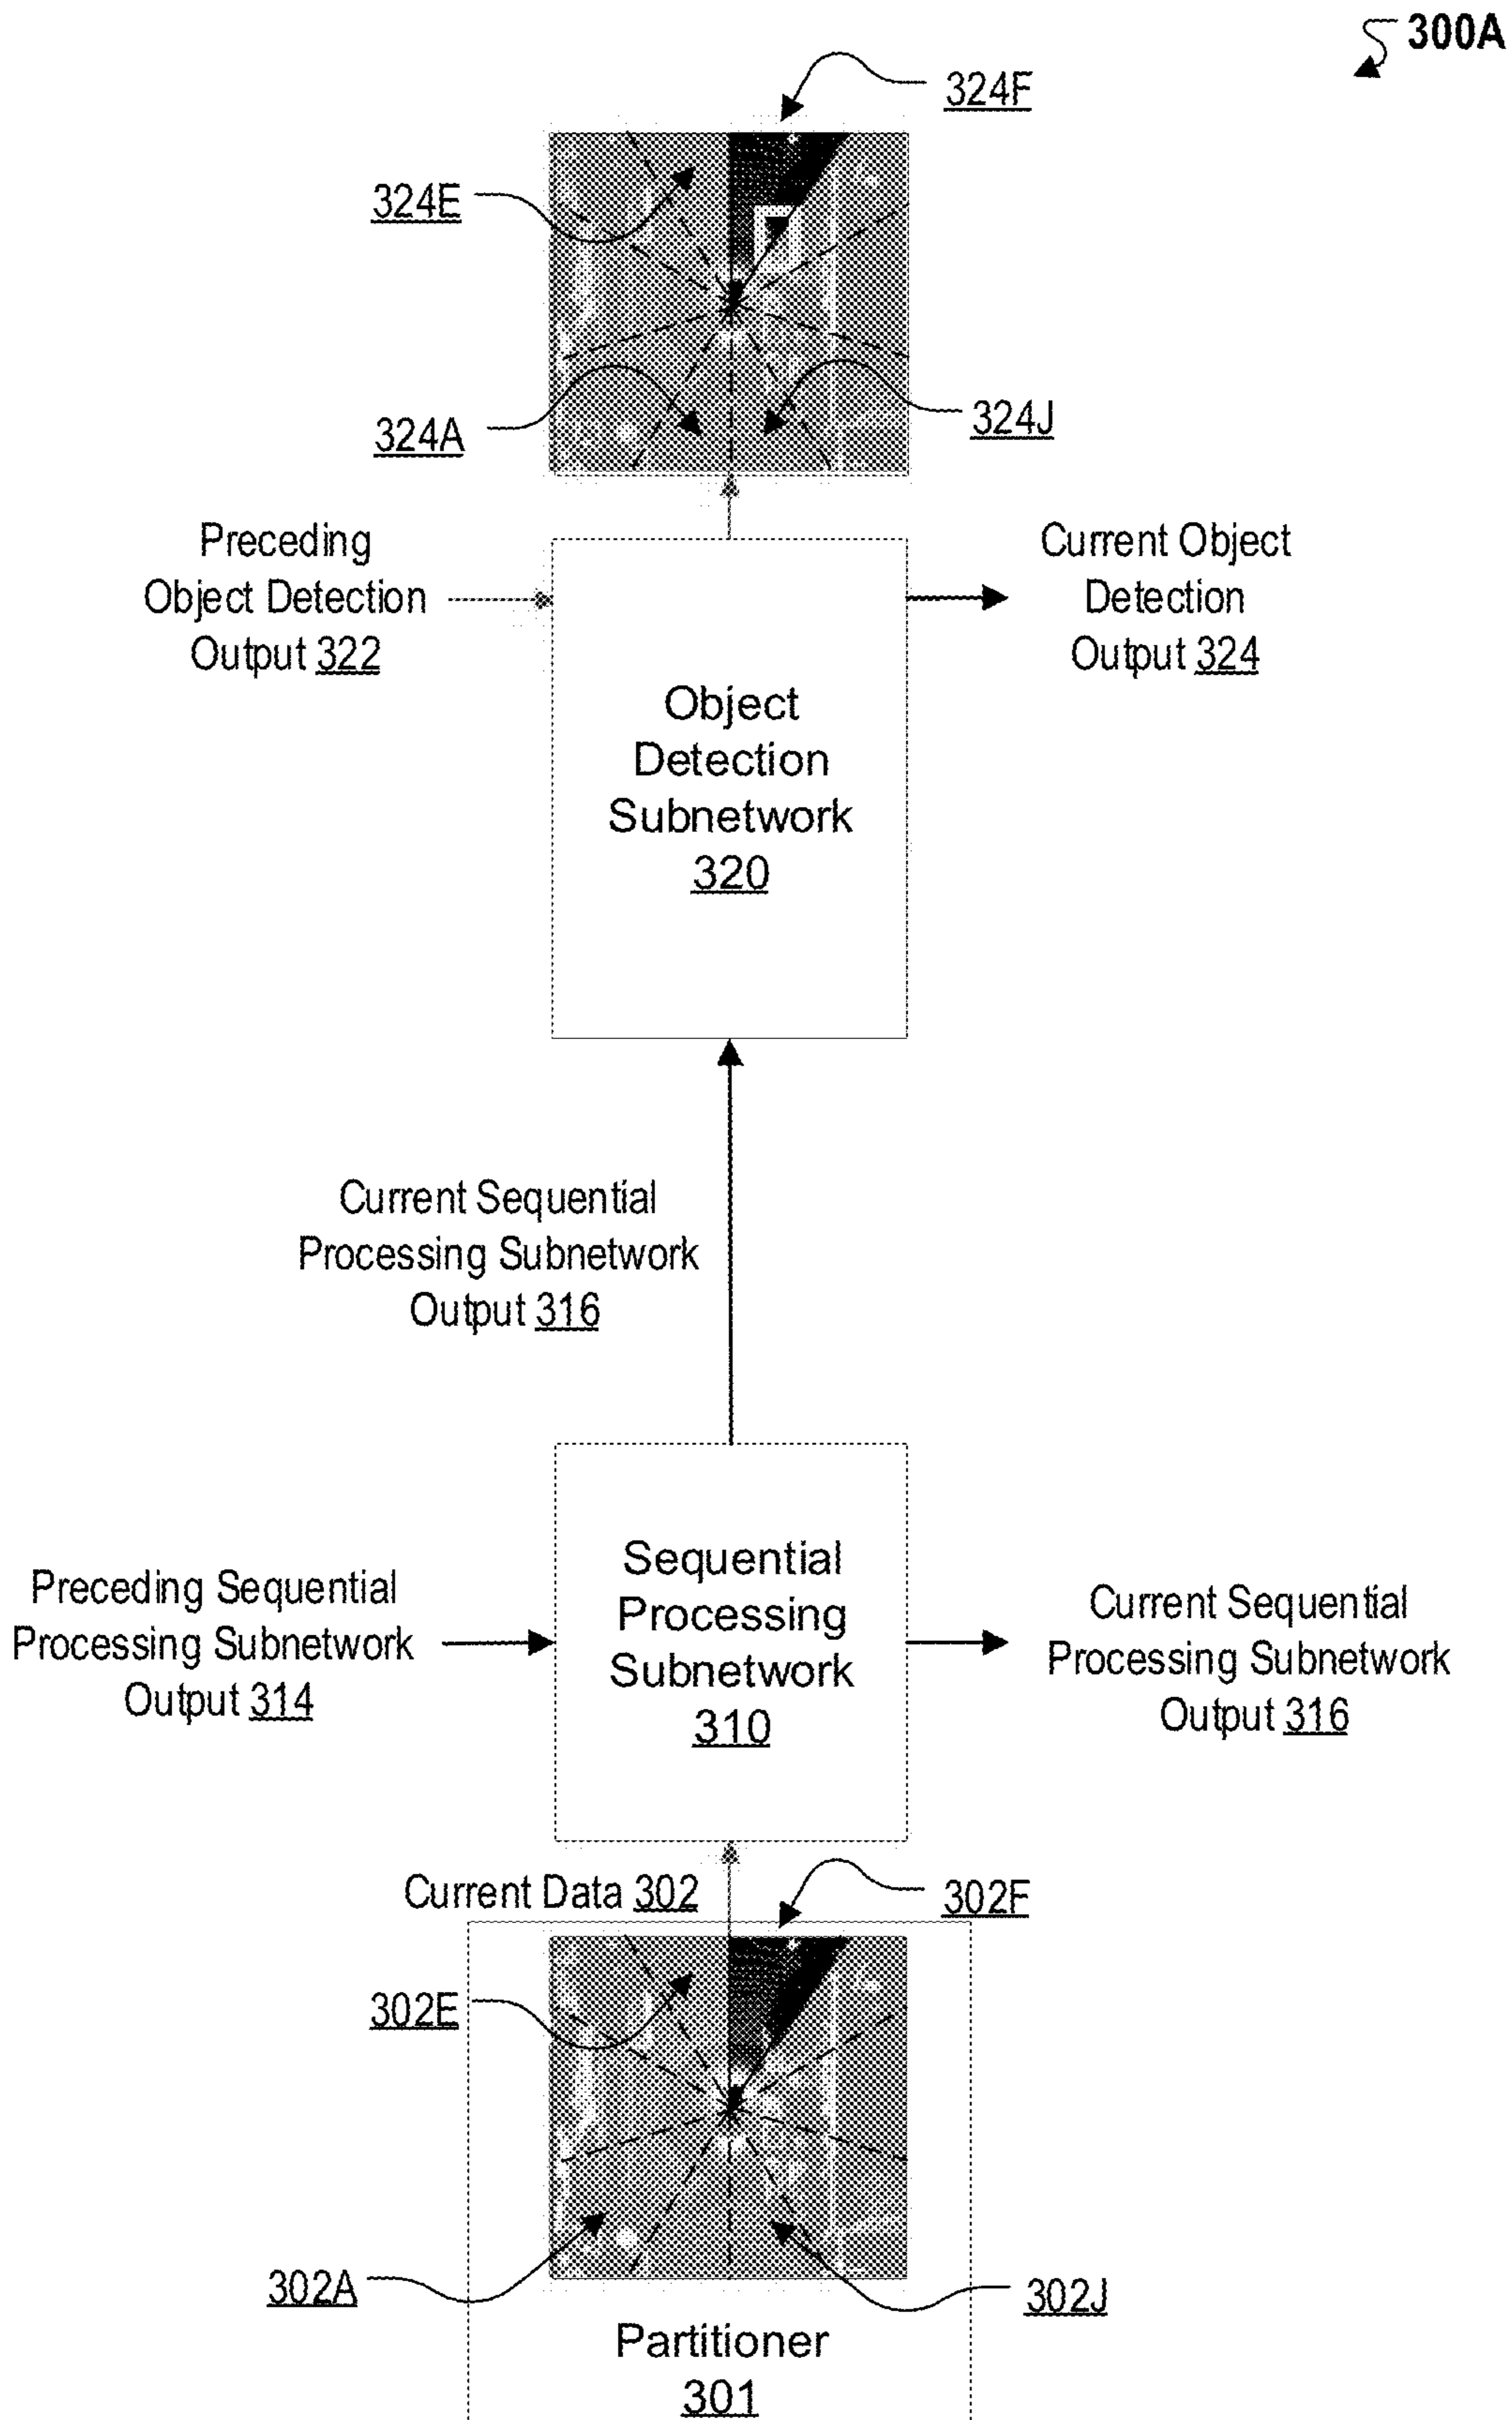 300A
324F
324E
324A
324J
Preceding
Object Detection
Output 322
Current Object
Detection
Output 324
Object
Detection
Subnetwork
320
Current Sequential
Processing Subnetwork
Output 316
Preceding Sequential
Processing Subnetwork
Output 314
Sequential
Processing
Subnetwork
310
Current Sequential
Processing Subnetwork
Output 316
Current Data 302
302F
302E
302A
302J
Partitioner
301